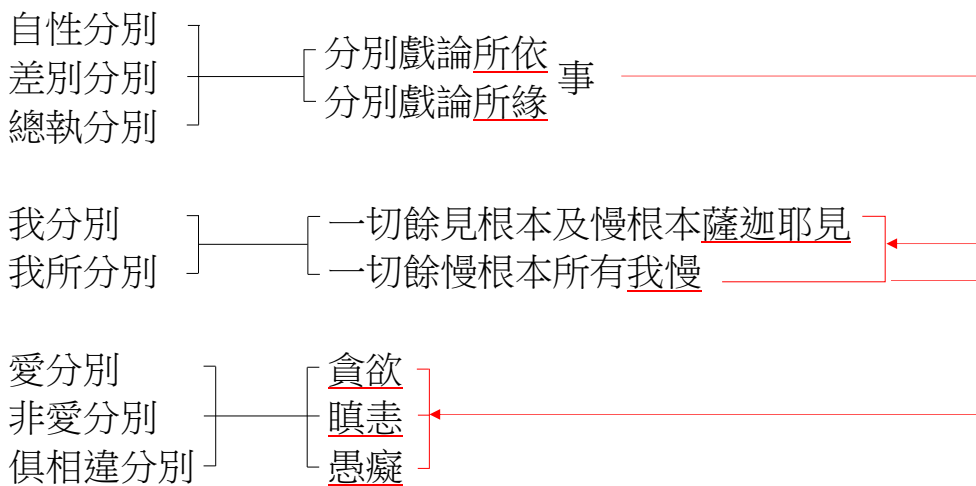 自性分別
差別分別
總執分別
分別戲論所依
分別戲論所緣
事
我分別
我所分別
一切餘見根本及慢根本薩迦耶見
一切餘慢根本所有我慢
愛分別
非愛分別
俱相違分別
貪欲
瞋恚
愚癡